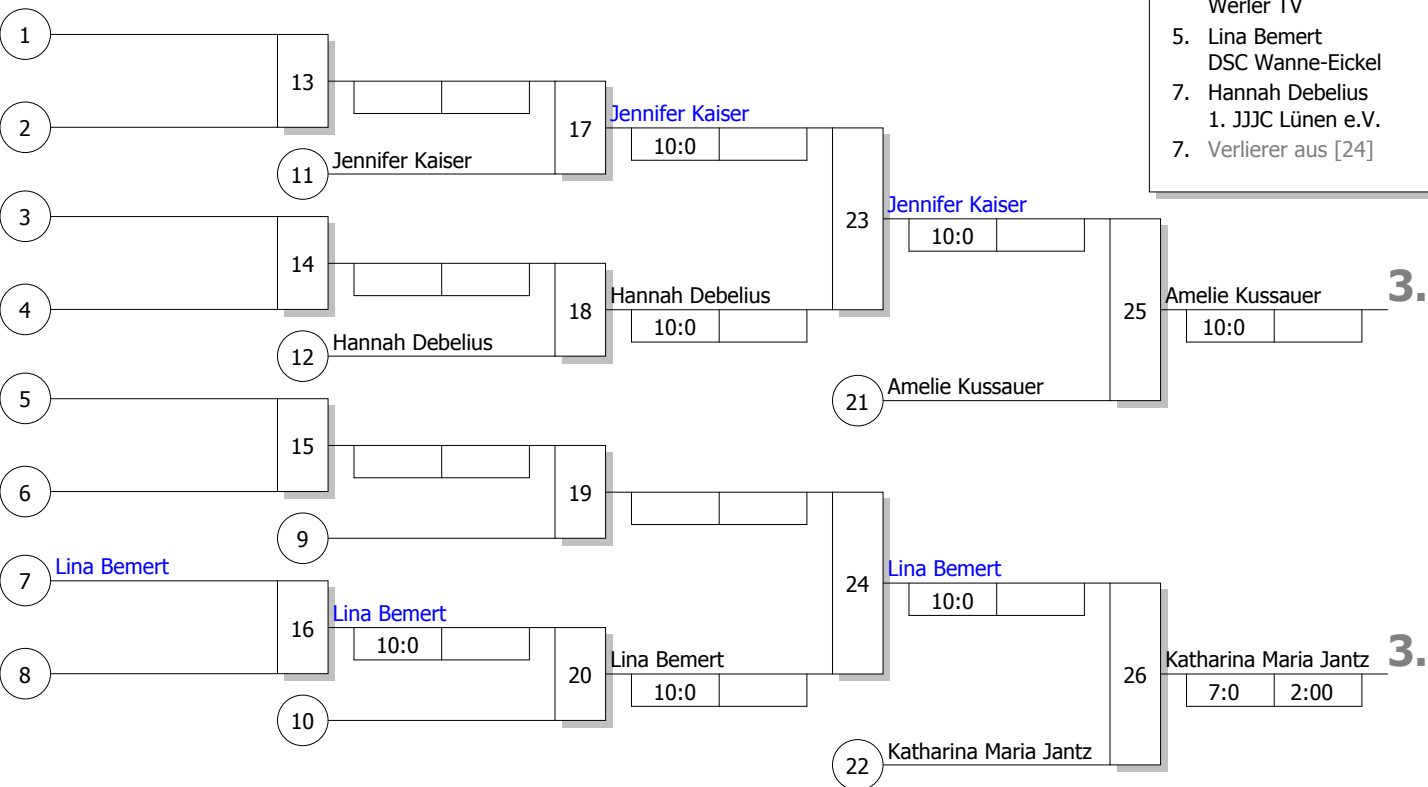 Werler TV
5. Lina Bemert
DSC Wanne-Eickel
7. Hannah Debelius
1. JJJC Lünen e.V.
7. Verlierer aus [24]
1
13
2
17
Jennifer Kaiser
10:0
11
Jennifer Kaiser
3
23
Jennifer Kaiser
10:0
14
4
18
Hannah Debelius
10:0
12
Hannah Debelius
25
Amelie Kussauer
10:0
3.
5
21
Amelie Kussauer
15
6
19
9
7
Lina Bemert
24
Lina Bemert
10:0
16
Lina Bemert
10:0
8
20
Lina Bemert
10:0
10
26
Katharina Maria Jantz
7:0 2:00
3.
22
Katharina Maria Jantz